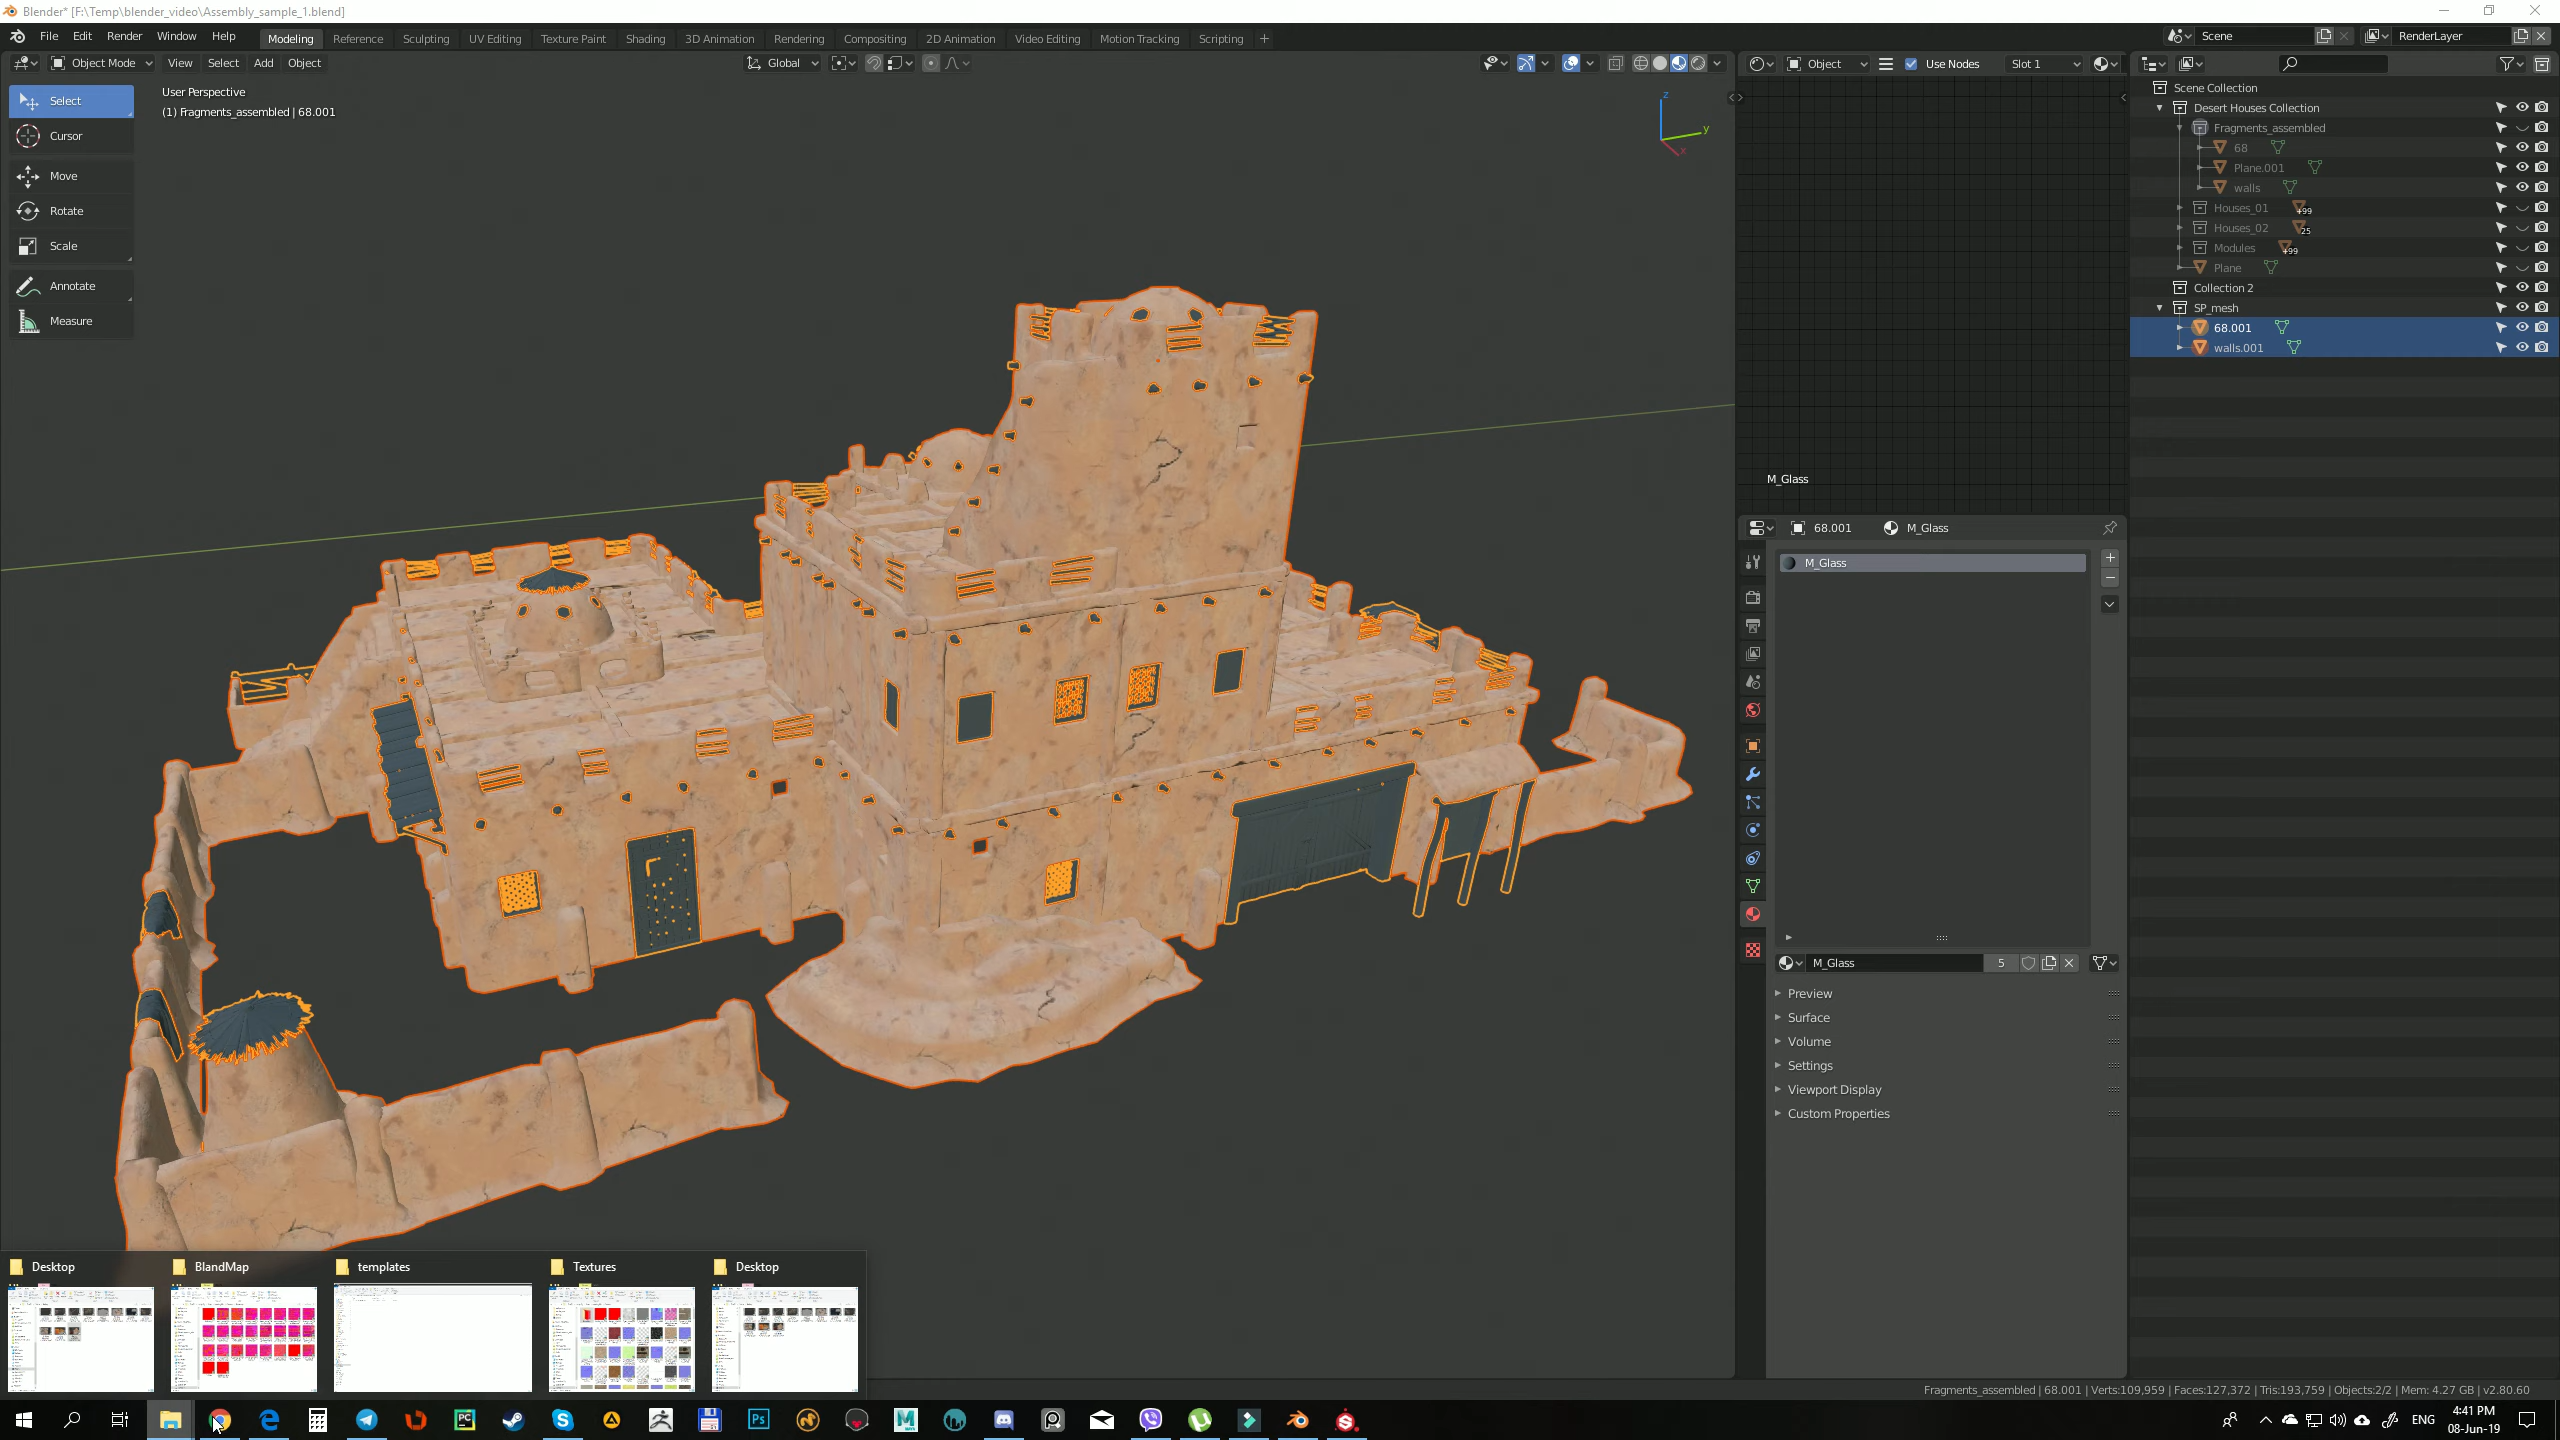 Blender* [F:\Temp\blender_video\Assembly_sample_1.blend]
File Edit Render Window Help Modeling Reference Sculpting UV Editing Texture Paint Shading 3D Animation Rendering Compositing 2D Animation Video Editing Motion Tracking Scripting +
Scene
RenderLayer
Object Mode View Select Add Object
Global
Object
Use Nodes
Slot 1
User Perspective
(1) Fragments_assembled | 68.001
Select
Cursor
Move
Rotate
Scale
Annotate
Measure
z
y
x
M_Glass
Scene Collection
Desert Houses Collection
Fragments_assembled
68
Plane.001
walls
Houses_01 +99
Houses_02 25
Modules +99
Plane
Collection 2
SP_mesh
68.001
walls.001
68.001 M_Glass
M_Glass
M_Glass 5
Preview
Surface
Volume
Settings
Viewport Display
Custom Properties
Desktop
BlandMap
templates
Textures
Desktop
Fragments_assembled | 68.001 | Verts:109,959 | Faces:127,372 | Tris:193,759 | Objects:2/2 | Mem: 4.27 GB | v2.80.60
PC
Ps
M
ENG
4:41 PM
08-Jun-19